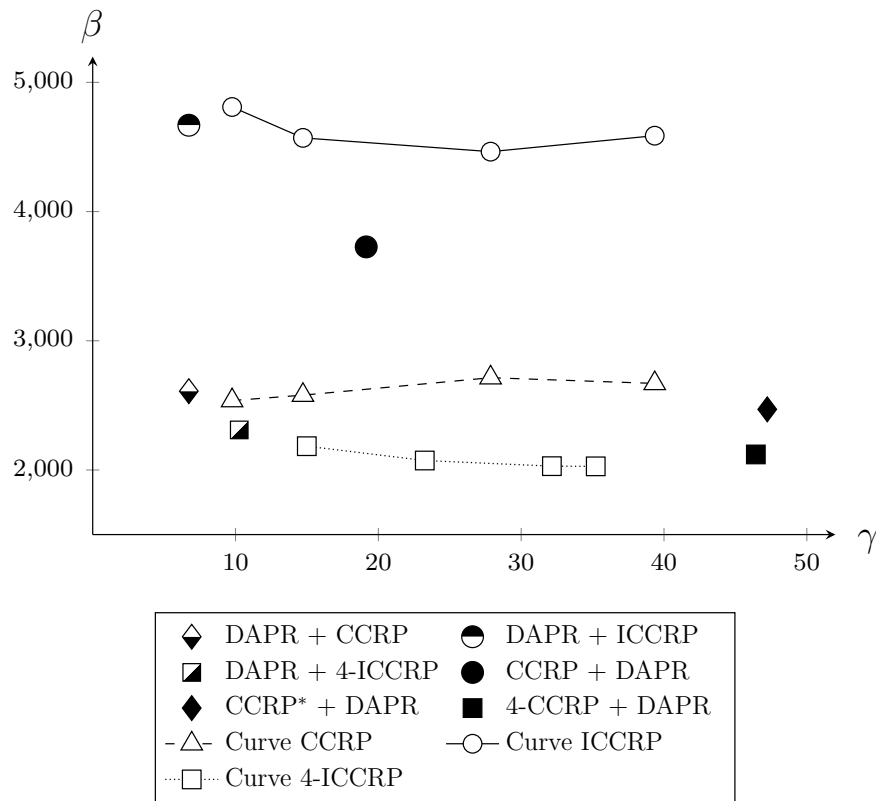 β
5,000
4,000
3,000
2,000
10 20 30 40 50 γ
DAPR + CCRP DAPR + ICCRP
DAPR + 4-ICCRP CCRP + DAPR
CCRP* + DAPR 4-CCRP + DAPR
Curve CCRP Curve ICCRP
Curve 4-ICCRP